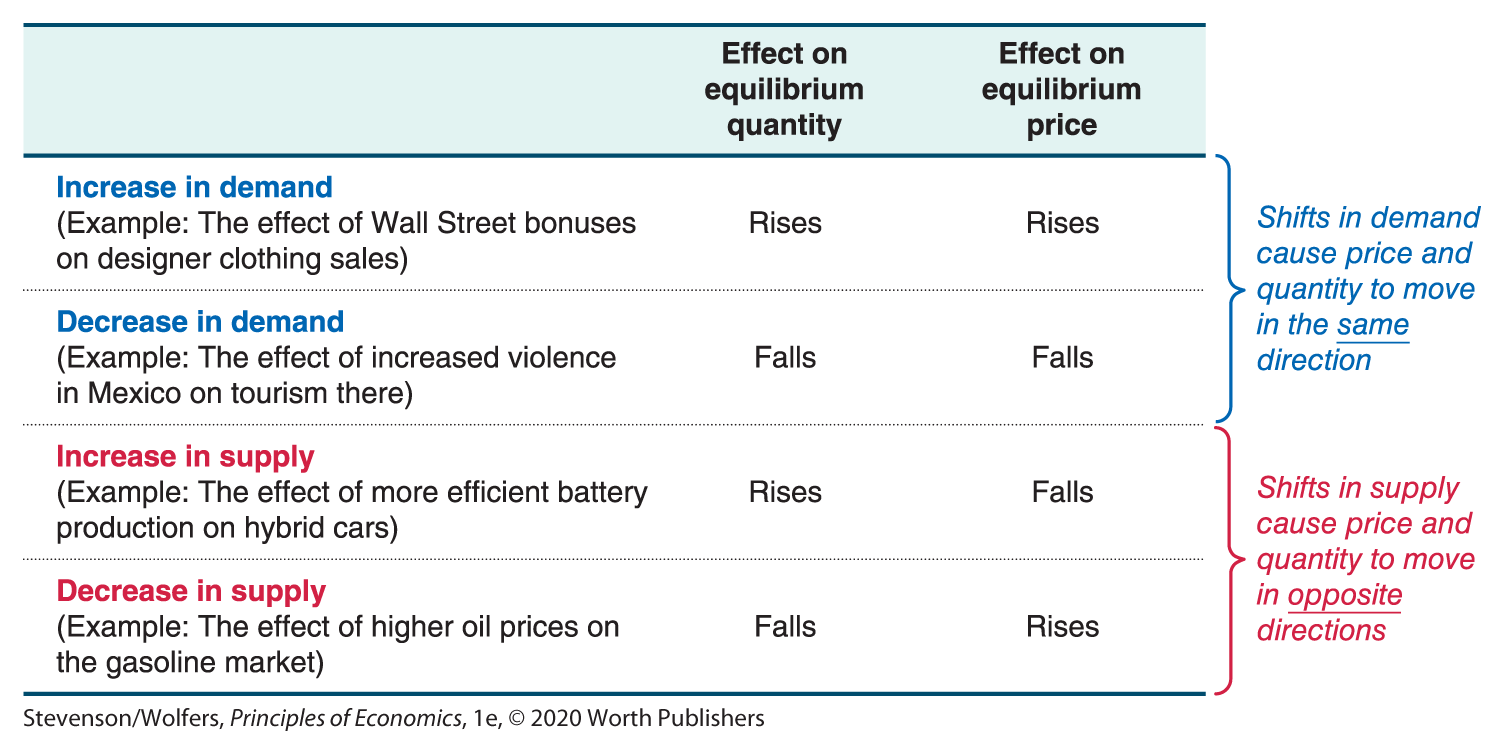 Effect on
equilibrium
quantity
Effect on
equilibrium
price
Increase in demand
(Example: The effect of Wall Street bonuses
on designer clothing sales)
Rises
Rises
Decrease in demand
(Example: The effect of increased violence
in Mexico on tourism there)
Falls
Falls
Shifts in demand
cause price and
quantity to move
in the same
direction
Increase in supply
(Example: The effect of more efficient battery
production on hybrid cars)
Rises
Falls
Decrease in supply
(Example: The effect of higher oil prices on
the gasoline market)
Falls
Rises
Shifts in supply
cause price and
quantity to move
in opposite
directions
Stevenson/Wolfers, Principles of Economics, 1e, © 2020 Worth Publishers